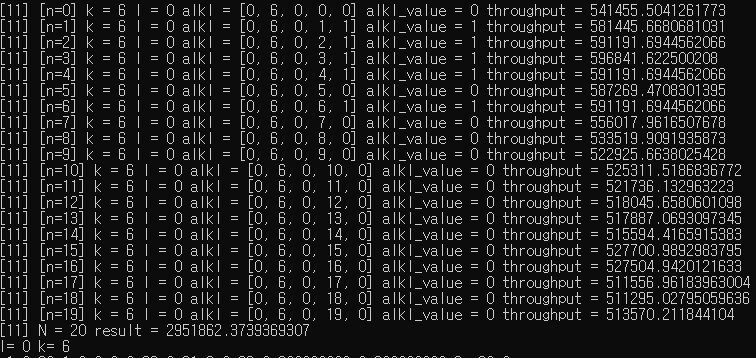 [11] [n=0] k = 6 l = 0 alkl = [0, 6, 0, 0, 0] alkl_value = 0 throughput = 541455.5041261773
[11] [n=1] k = 6 l = 0 alkl = [0, 6, 0, 1, 1] alkl_value = 1 throughput = 581445.6680681031
[11] [n=2] k = 6 l = 0 alkl = [0, 6, 0, 2, 1] alkl_value = 1 throughput = 591191.6944562066
[11] [n=3] k = 6 l = 0 alkl = [0, 6, 0, 3, 1] alkl_value = 1 throughput = 596841.622500208
[11] [n=4] k = 6 l = 0 alkl = [0, 6, 0, 4, 1] alkl_value = 1 throughput = 591191.6944562066
[11] [n=5] k = 6 l = 0 alkl = [0, 6, 0, 5, 0] alkl_value = 0 throughput = 587269.4708301395
[11] [n=6] k = 6 l = 0 alkl = [0, 6, 0, 6, 1] alkl_value = 1 throughput = 591191.6944562066
[11] [n=7] k = 6 l = 0 alkl = [0, 6, 0, 7, 0] alkl_value = 0 throughput = 556017.9616507678
[11] [n=8] k = 6 l = 0 alkl = [0, 6, 0, 8, 0] alkl_value = 0 throughput = 533519.9091935873
[11] [n=9] k = 6 l = 0 alkl = [0, 6, 0, 9, 0] alkl_value = 0 throughput = 522925.6638025428
[11] [n=10] k = 6 l = 0 alkl = [0, 6, 0, 10, 0] alkl_value = 0 throughput = 525311.5186836772
[11] [n=11] k = 6 l = 0 alkl = [0, 6, 0, 11, 0] alkl_value = 0 throughput = 521736.132963223
[11] [n=12] k = 6 l = 0 alkl = [0, 6, 0, 12, 0] alkl_value = 0 throughput = 518045.6580601098
[11] [n=13] k = 6 l = 0 alkl = [0, 6, 0, 13, 0] alkl_value = 0 throughput = 517887.0693097345
[11] [n=14] k = 6 l = 0 alkl = [0, 6, 0, 14, 0] alkl_value = 0 throughput = 515594.4165915383
[11] [n=15] k = 6 l = 0 alkl = [0, 6, 0, 15, 0] alkl_value = 0 throughput = 527700.9892983795
[11] [n=16] k = 6 l = 0 alkl = [0, 6, 0, 16, 0] alkl_value = 0 throughput = 527504.9420121633
[11] [n=17] k = 6 l = 0 alkl = [0, 6, 0, 17, 0] alkl_value = 0 throughput = 511556.96183963004
[11] [n=18] k = 6 l = 0 alkl = [0, 6, 0, 18, 0] alkl_value = 0 throughput = 511295.02795059636
[11] [n=19] k = 6 l = 0 alkl = [0, 6, 0, 19, 0] alkl_value = 0 throughput = 513570.211844104
[11] N = 20 result = 2951862.3739369307
l= 0 k= 6